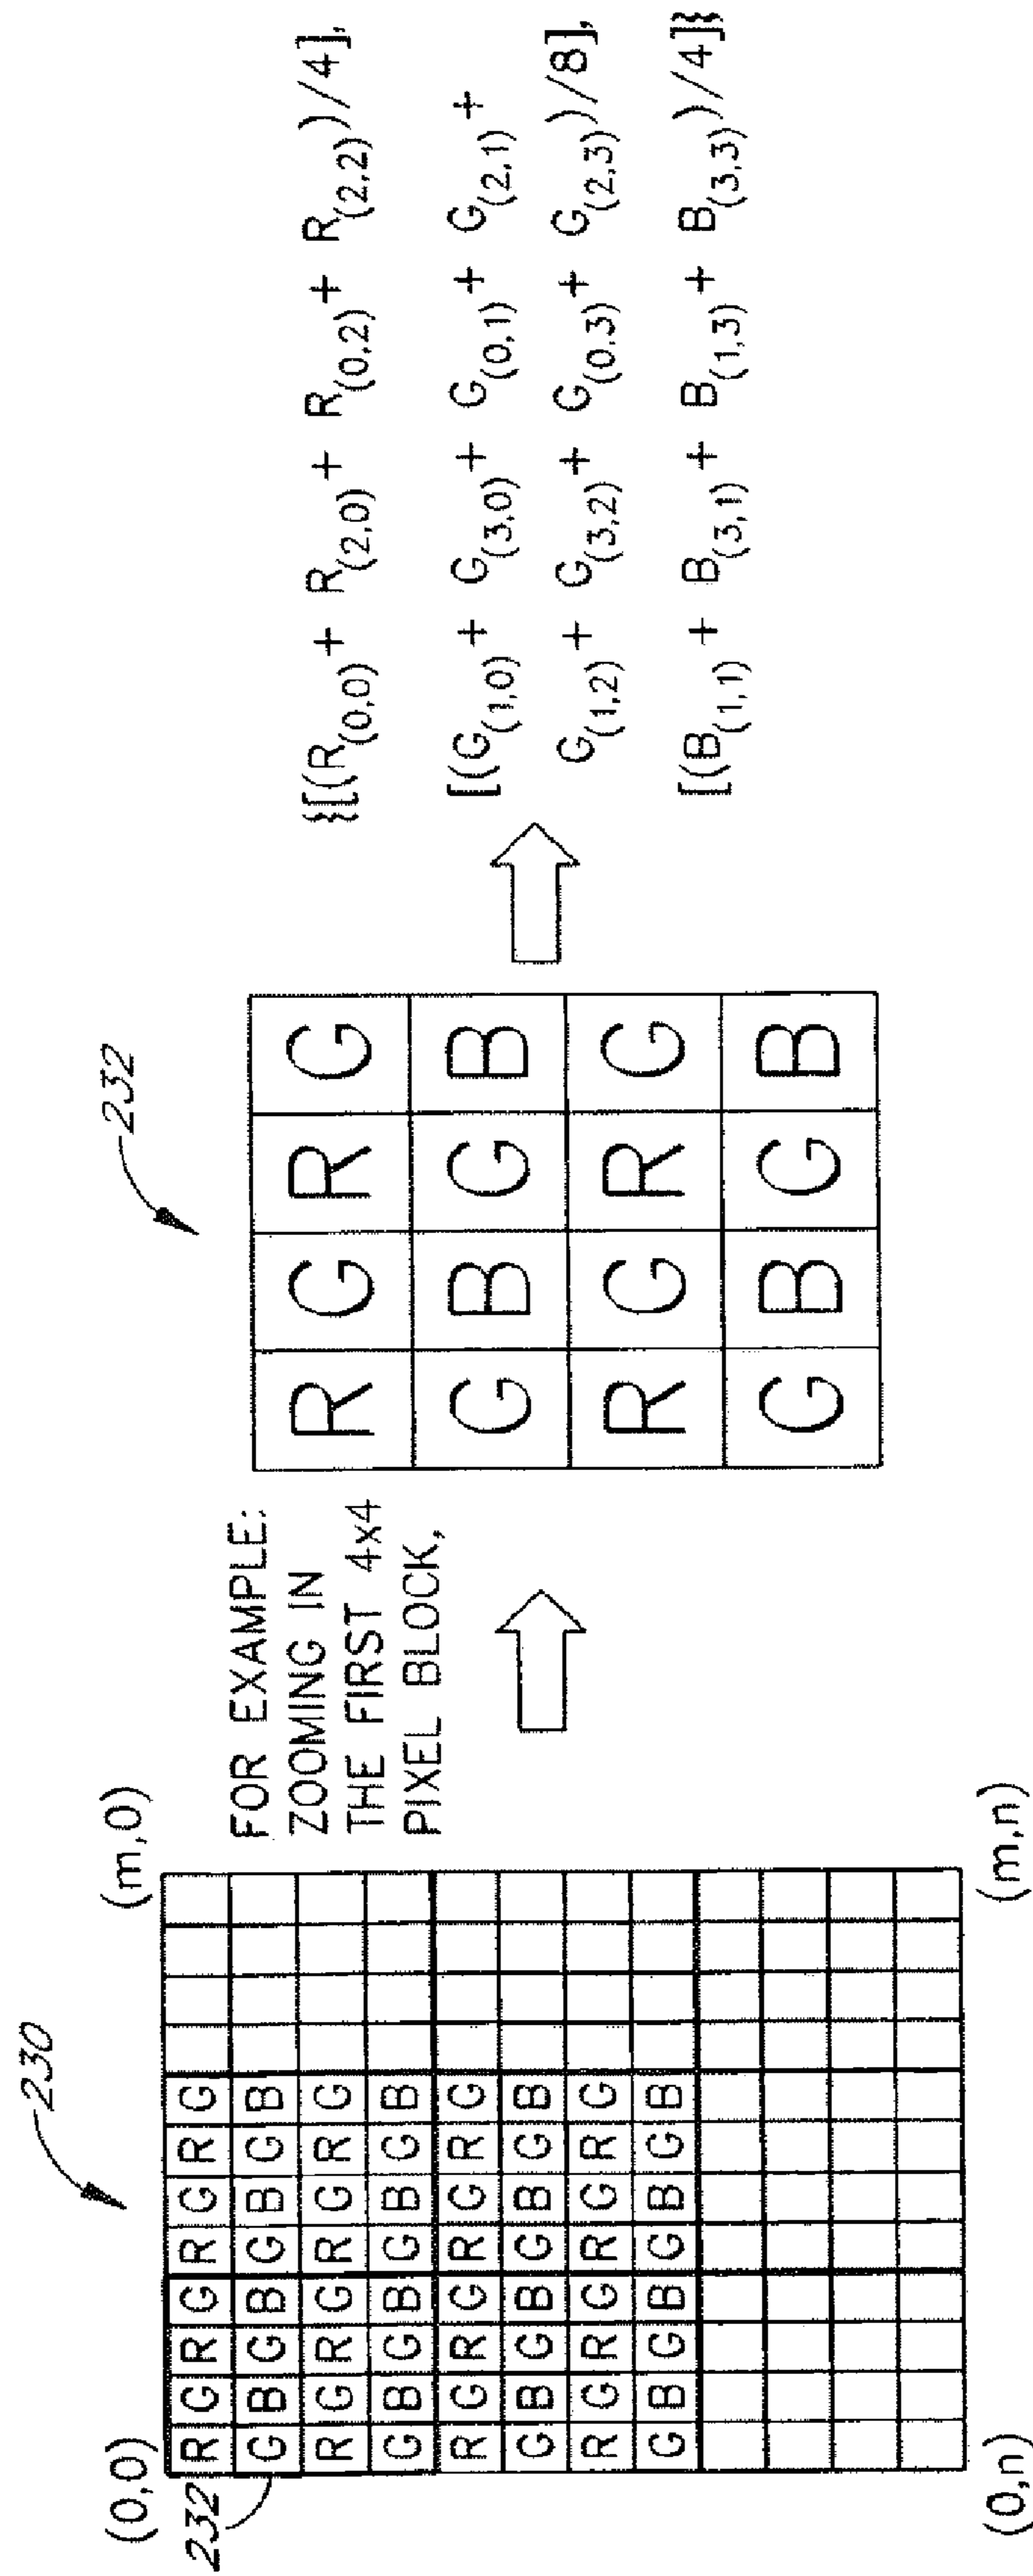 230
(0,0)
(m,0)
232
R G R G R G R G
G B G B G B G B
R G R G R G R G
G B G B G B G B
R G R G R G R G
G B G B G B G B
R G R G R G R G
G B G B G B G B
(0,n)
(m,n)
FOR EXAMPLE:
ZOOMING IN
THE FIRST 4x4
PIXEL BLOCK,
232
R G R G
G B G B
R G R G
G B G B
{[(R(0,0) + R(2,0) + R(0,2) + R(2,2))/4],
[(G(1,0) + G(3,0) + G(0,1) + G(2,1) +
G(1,2) + G(3,2) + G(0,3) + G(2,3))/8],
[(B(1,1) + B(3,1) + B(1,3) + B(3,3))/4]}